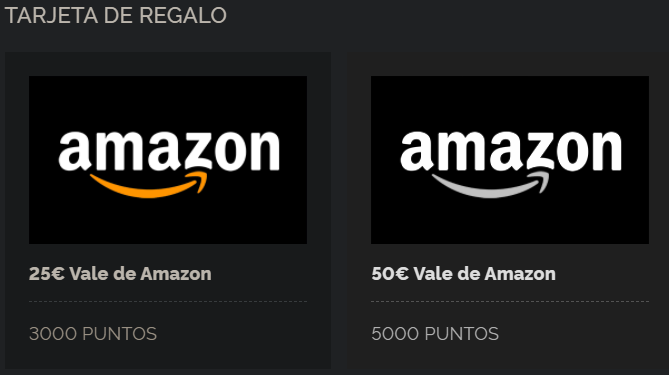 TARJETA DE REGALO
amazon
25€ Vale de Amazon
3000 PUNTOS
amazon
50€ Vale de Amazon
5000 PUNTOS